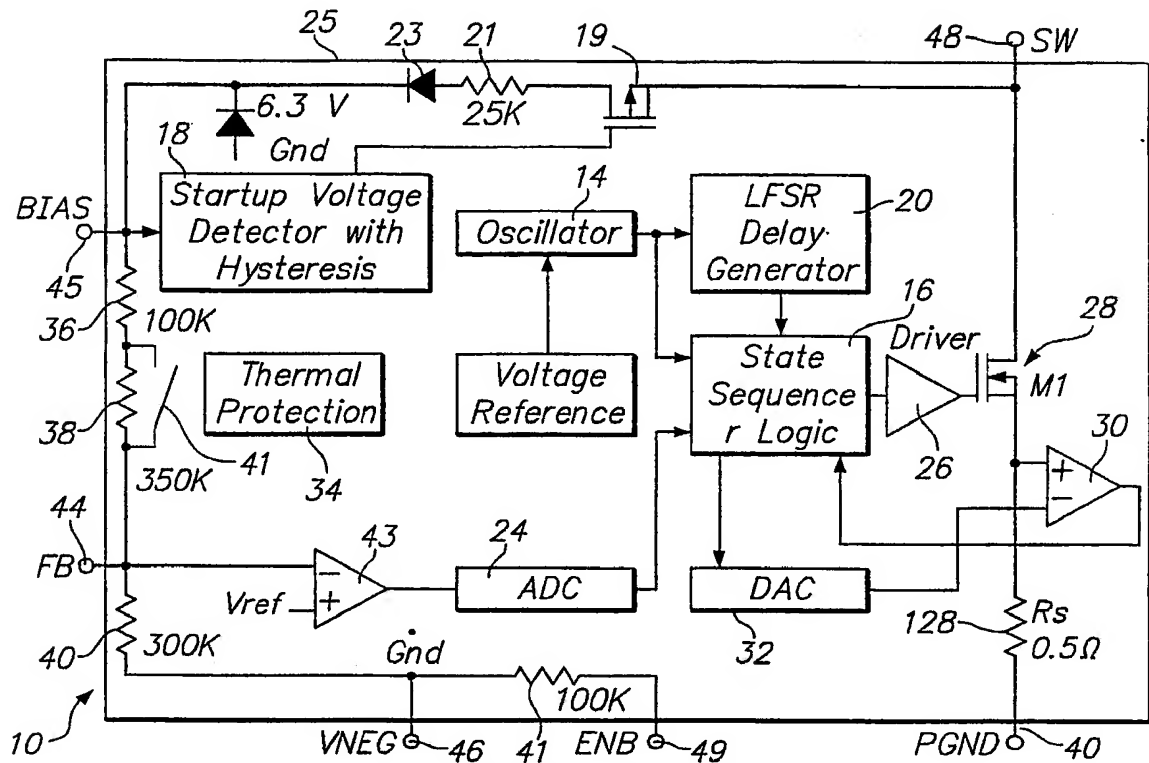 25
23
21
19
48
SW
6.3 V
25K
18
Gnd
Startup Voltage
Detector with
Hysteresis
14
Oscillator
LFSR
Delay
Generator
20
BIAS
45
36
100K
16
Driver
28
Thermal
Protection
Voltage
Reference
State
Sequence
r Logic
M1
38
41
34
26
30
350K
+
−
44
43
24
FB
−
+
Vref
ADC
DAC
Rs
128
0.5Ω
40
300K
32
Gnd
100K
10
VNEG
46
41
ENB
49
PGND
40